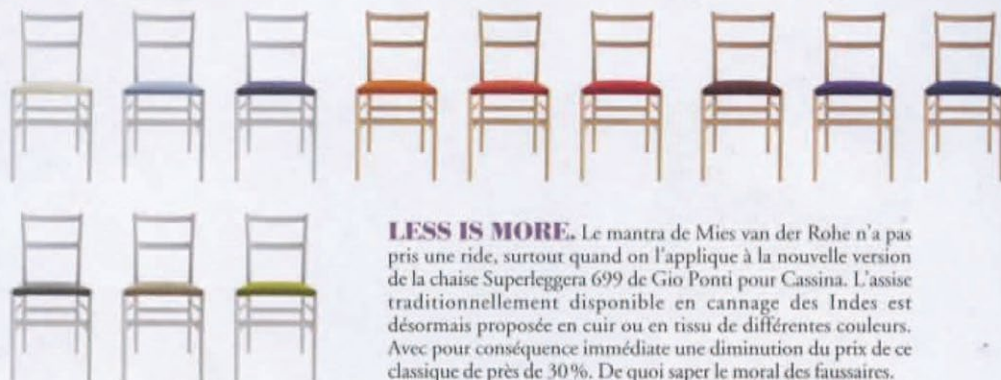 LESS IS MORE. Le mantra de Mies van der Rohe n'a pas
pris une ride, surtout quand on l'applique à la nouvelle version
de la chaise Superleggera 699 de Gio Ponti pour Cassina. L'assise
traditionnellement disponible en cannage des Indes est
désormais proposée en cuir ou en tissu de différentes couleurs.
Avec pour conséquence immédiate une diminution du prix de ce
classique de près de 30%. De quoi saper le moral des faussaires.